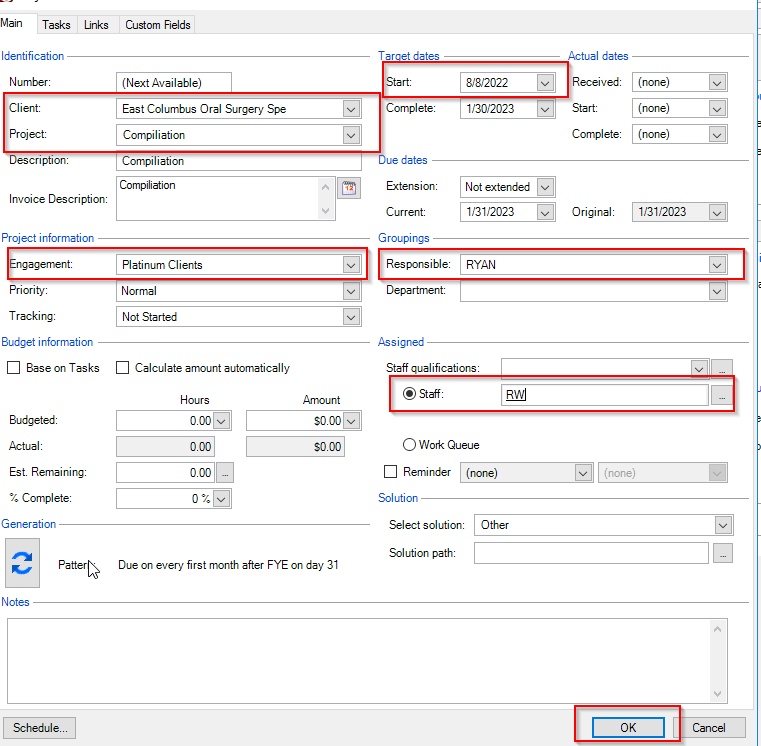 Main Tasks Links Custom Fields
Identification
Number: (Next Available)
Client: East Columbus Oral Surgery Spe
Project: Compiliation
Description: Compiliation
Invoice Description: Compiliation
Target dates
Start: 8/8/2022
Complete: 1/30/2023
Actual dates
Received: (none)
Start: (none)
Complete: (none)
Due dates
Extension: Not extended
Current: 1/31/2023 Original: 1/31/2023
Project information
Engagement: Platinum Clients
Priority: Normal
Tracking: Not Started
Groupings
Responsible: RYAN
Department:
Budget information
Base on Tasks Calculate amount automatically
Hours Amount
Budgeted: 0.00 $0.00
Actual: 0.00 $0.00
Est. Remaining: 0.00 ...
% Complete: 0 %
Assigned
Staff qualifications: ...
Staff: RW ...
Work Queue
Reminder (none) (none)
Solution
Select solution: Other
Solution path: ...
Generation
Pattern: Due on every first month after FYE on day 31
Notes
Schedule... OK Cancel